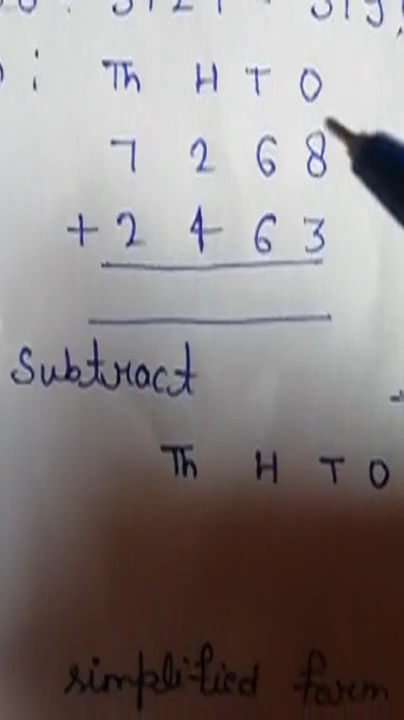 Th H T O
7 2 6 8
+ 2 4 6 3
Subtract
Th H T O
simplified form